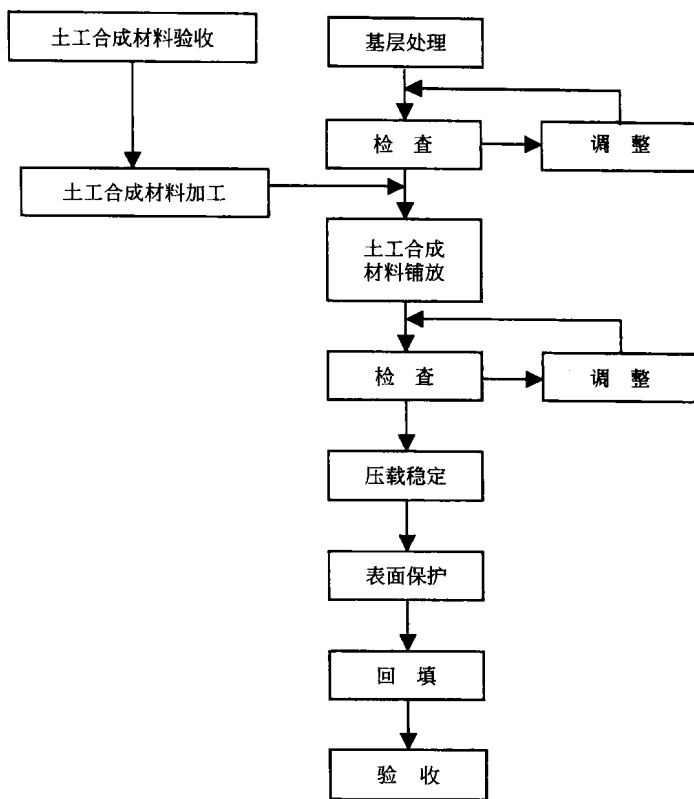 土工合成材料验收
基层处理
检 查
调 整
土工合成材料加工
土工合成
材料铺放
检 查
调 整
压载稳定
表面保护
回 填
验 收